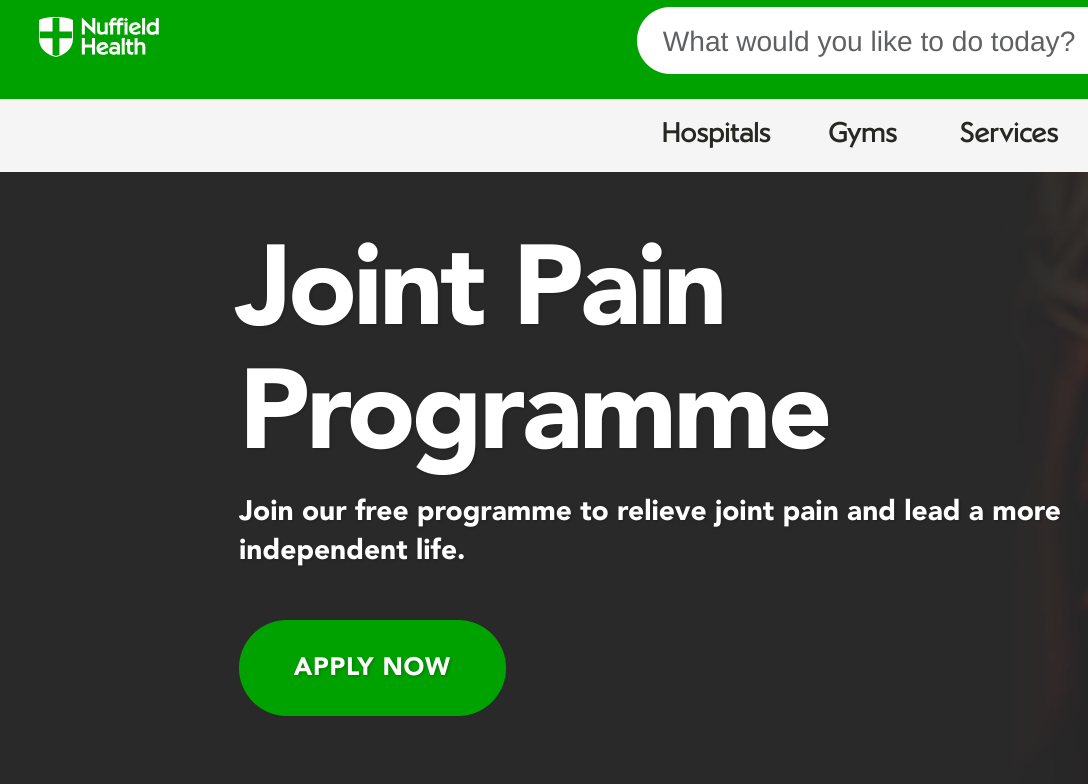 Nuffield
Health
What would you like to do today?
Hospitals Gyms Services
Joint Pain
Programme
Join our free programme to relieve joint pain and lead a more
independent life.
APPLY NOW